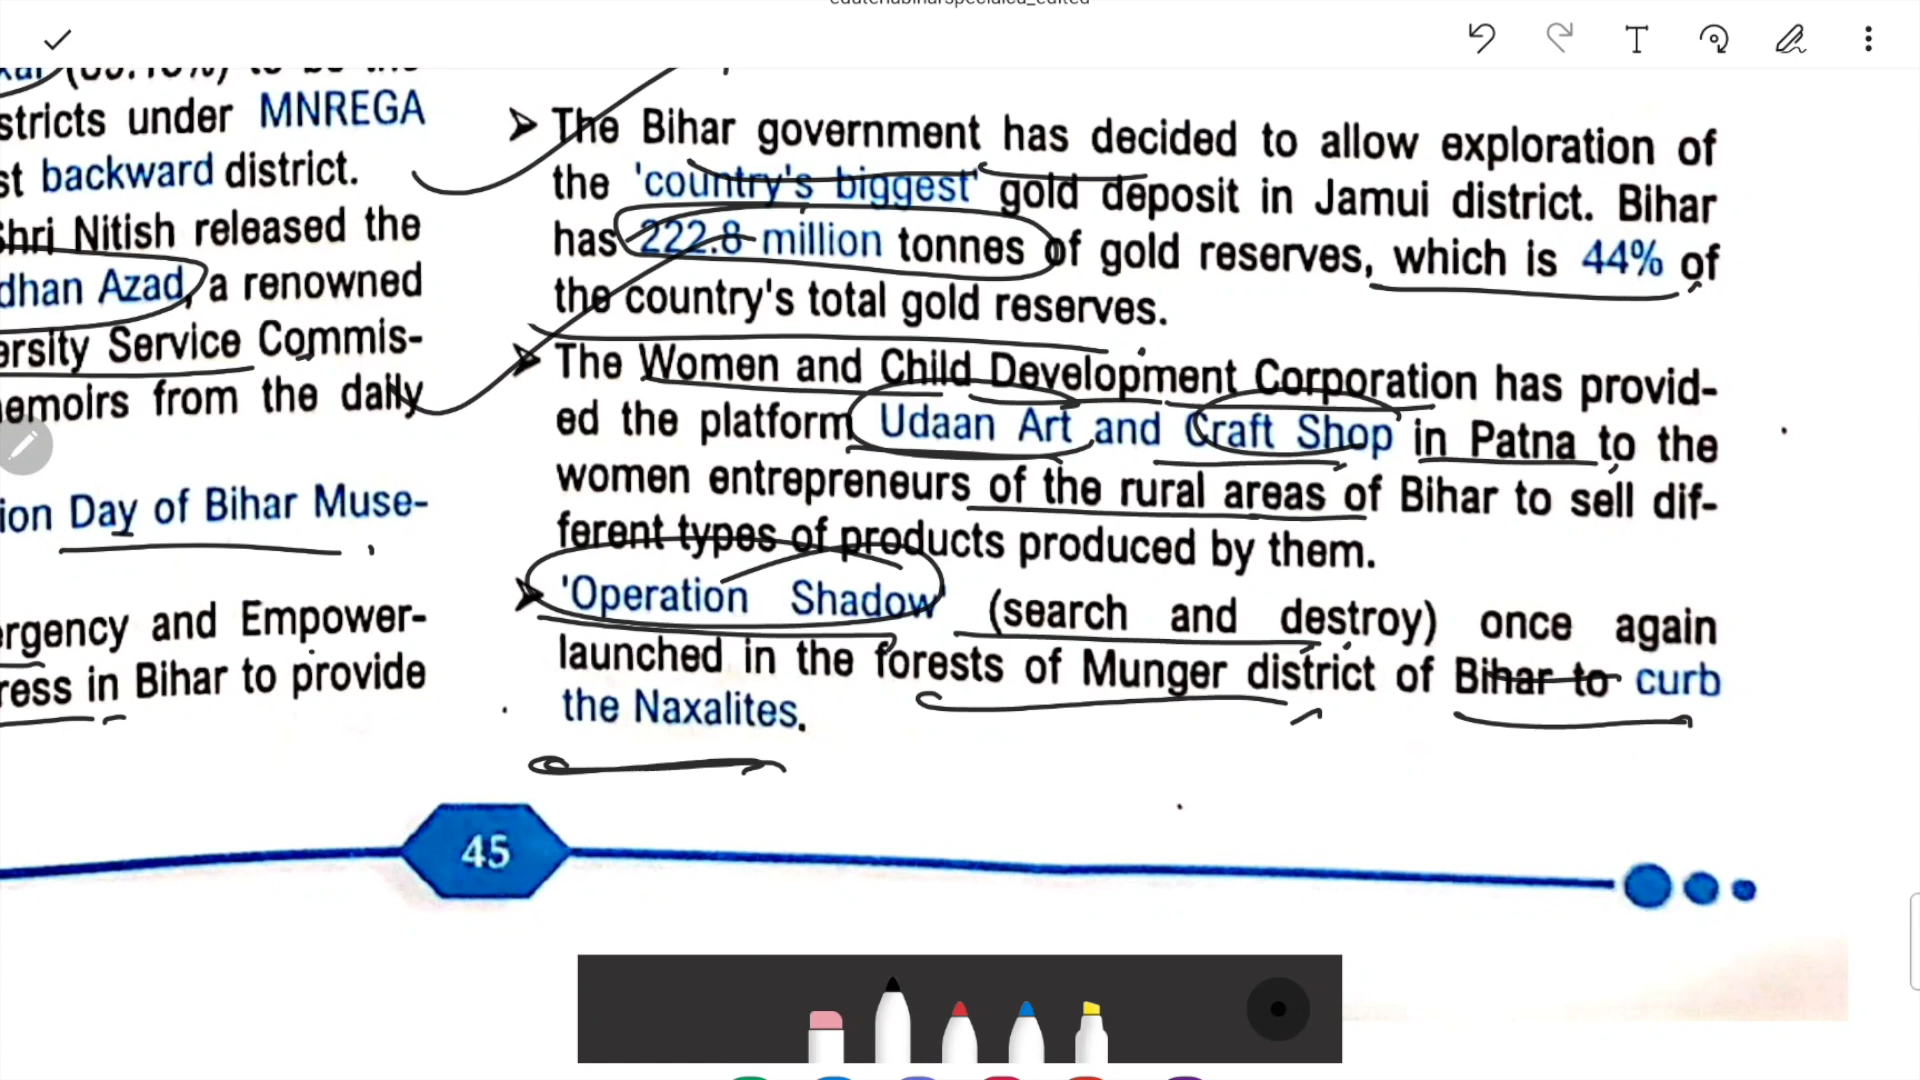 stricts under MNREGA
st backward district.
Shri Nitish released the
dhan Azad, a renowned
ersity Service Commis-
emoirs from the daily
ion Day of Bihar Muse-
ergency and Empower-
ress in Bihar to provide
➤ The Bihar government has decided to allow exploration of
the 'country's biggest' gold deposit in Jamui district. Bihar
has 222.8 million tonnes of gold reserves, which is 44% of
the country's total gold reserves.
➤ The Women and Child Development Corporation has provid-
ed the platform Udaan Art and Craft Shop in Patna to the
women entrepreneurs of the rural areas of Bihar to sell dif-
ferent types of products produced by them.
➤ 'Operation Shadow' (search and destroy) once again
launched in the forests of Munger district of Bihar to curb
the Naxalites.
45